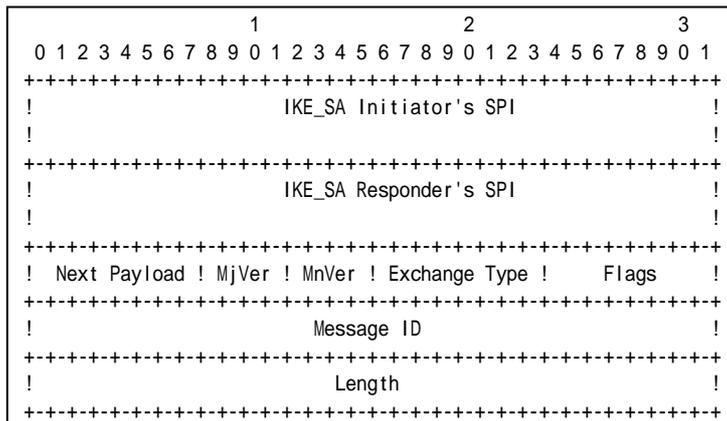 1                   2                   3
 0 1 2 3 4 5 6 7 8 9 0 1 2 3 4 5 6 7 8 9 0 1 2 3 4 5 6 7 8 9 0 1
+-+-+-+-+-+-+-+-+-+-+-+-+-+-+-+-+-+-+-+-+-+-+-+-+-+-+-+-+-+-+-+-+
!                       IKE_SA Initiator's SPI                  !
!                                                               !
+-+-+-+-+-+-+-+-+-+-+-+-+-+-+-+-+-+-+-+-+-+-+-+-+-+-+-+-+-+-+-+-+
!                       IKE_SA Responder's SPI                  !
!                                                               !
+-+-+-+-+-+-+-+-+-+-+-+-+-+-+-+-+-+-+-+-+-+-+-+-+-+-+-+-+-+-+-+-+
!  Next Payload ! MjVer ! MnVer ! Exchange Type !     Flags     !
+-+-+-+-+-+-+-+-+-+-+-+-+-+-+-+-+-+-+-+-+-+-+-+-+-+-+-+-+-+-+-+-+
!                          Message ID                           !
+-+-+-+-+-+-+-+-+-+-+-+-+-+-+-+-+-+-+-+-+-+-+-+-+-+-+-+-+-+-+-+-+
!                            Length                             !
+-+-+-+-+-+-+-+-+-+-+-+-+-+-+-+-+-+-+-+-+-+-+-+-+-+-+-+-+-+-+-+-+